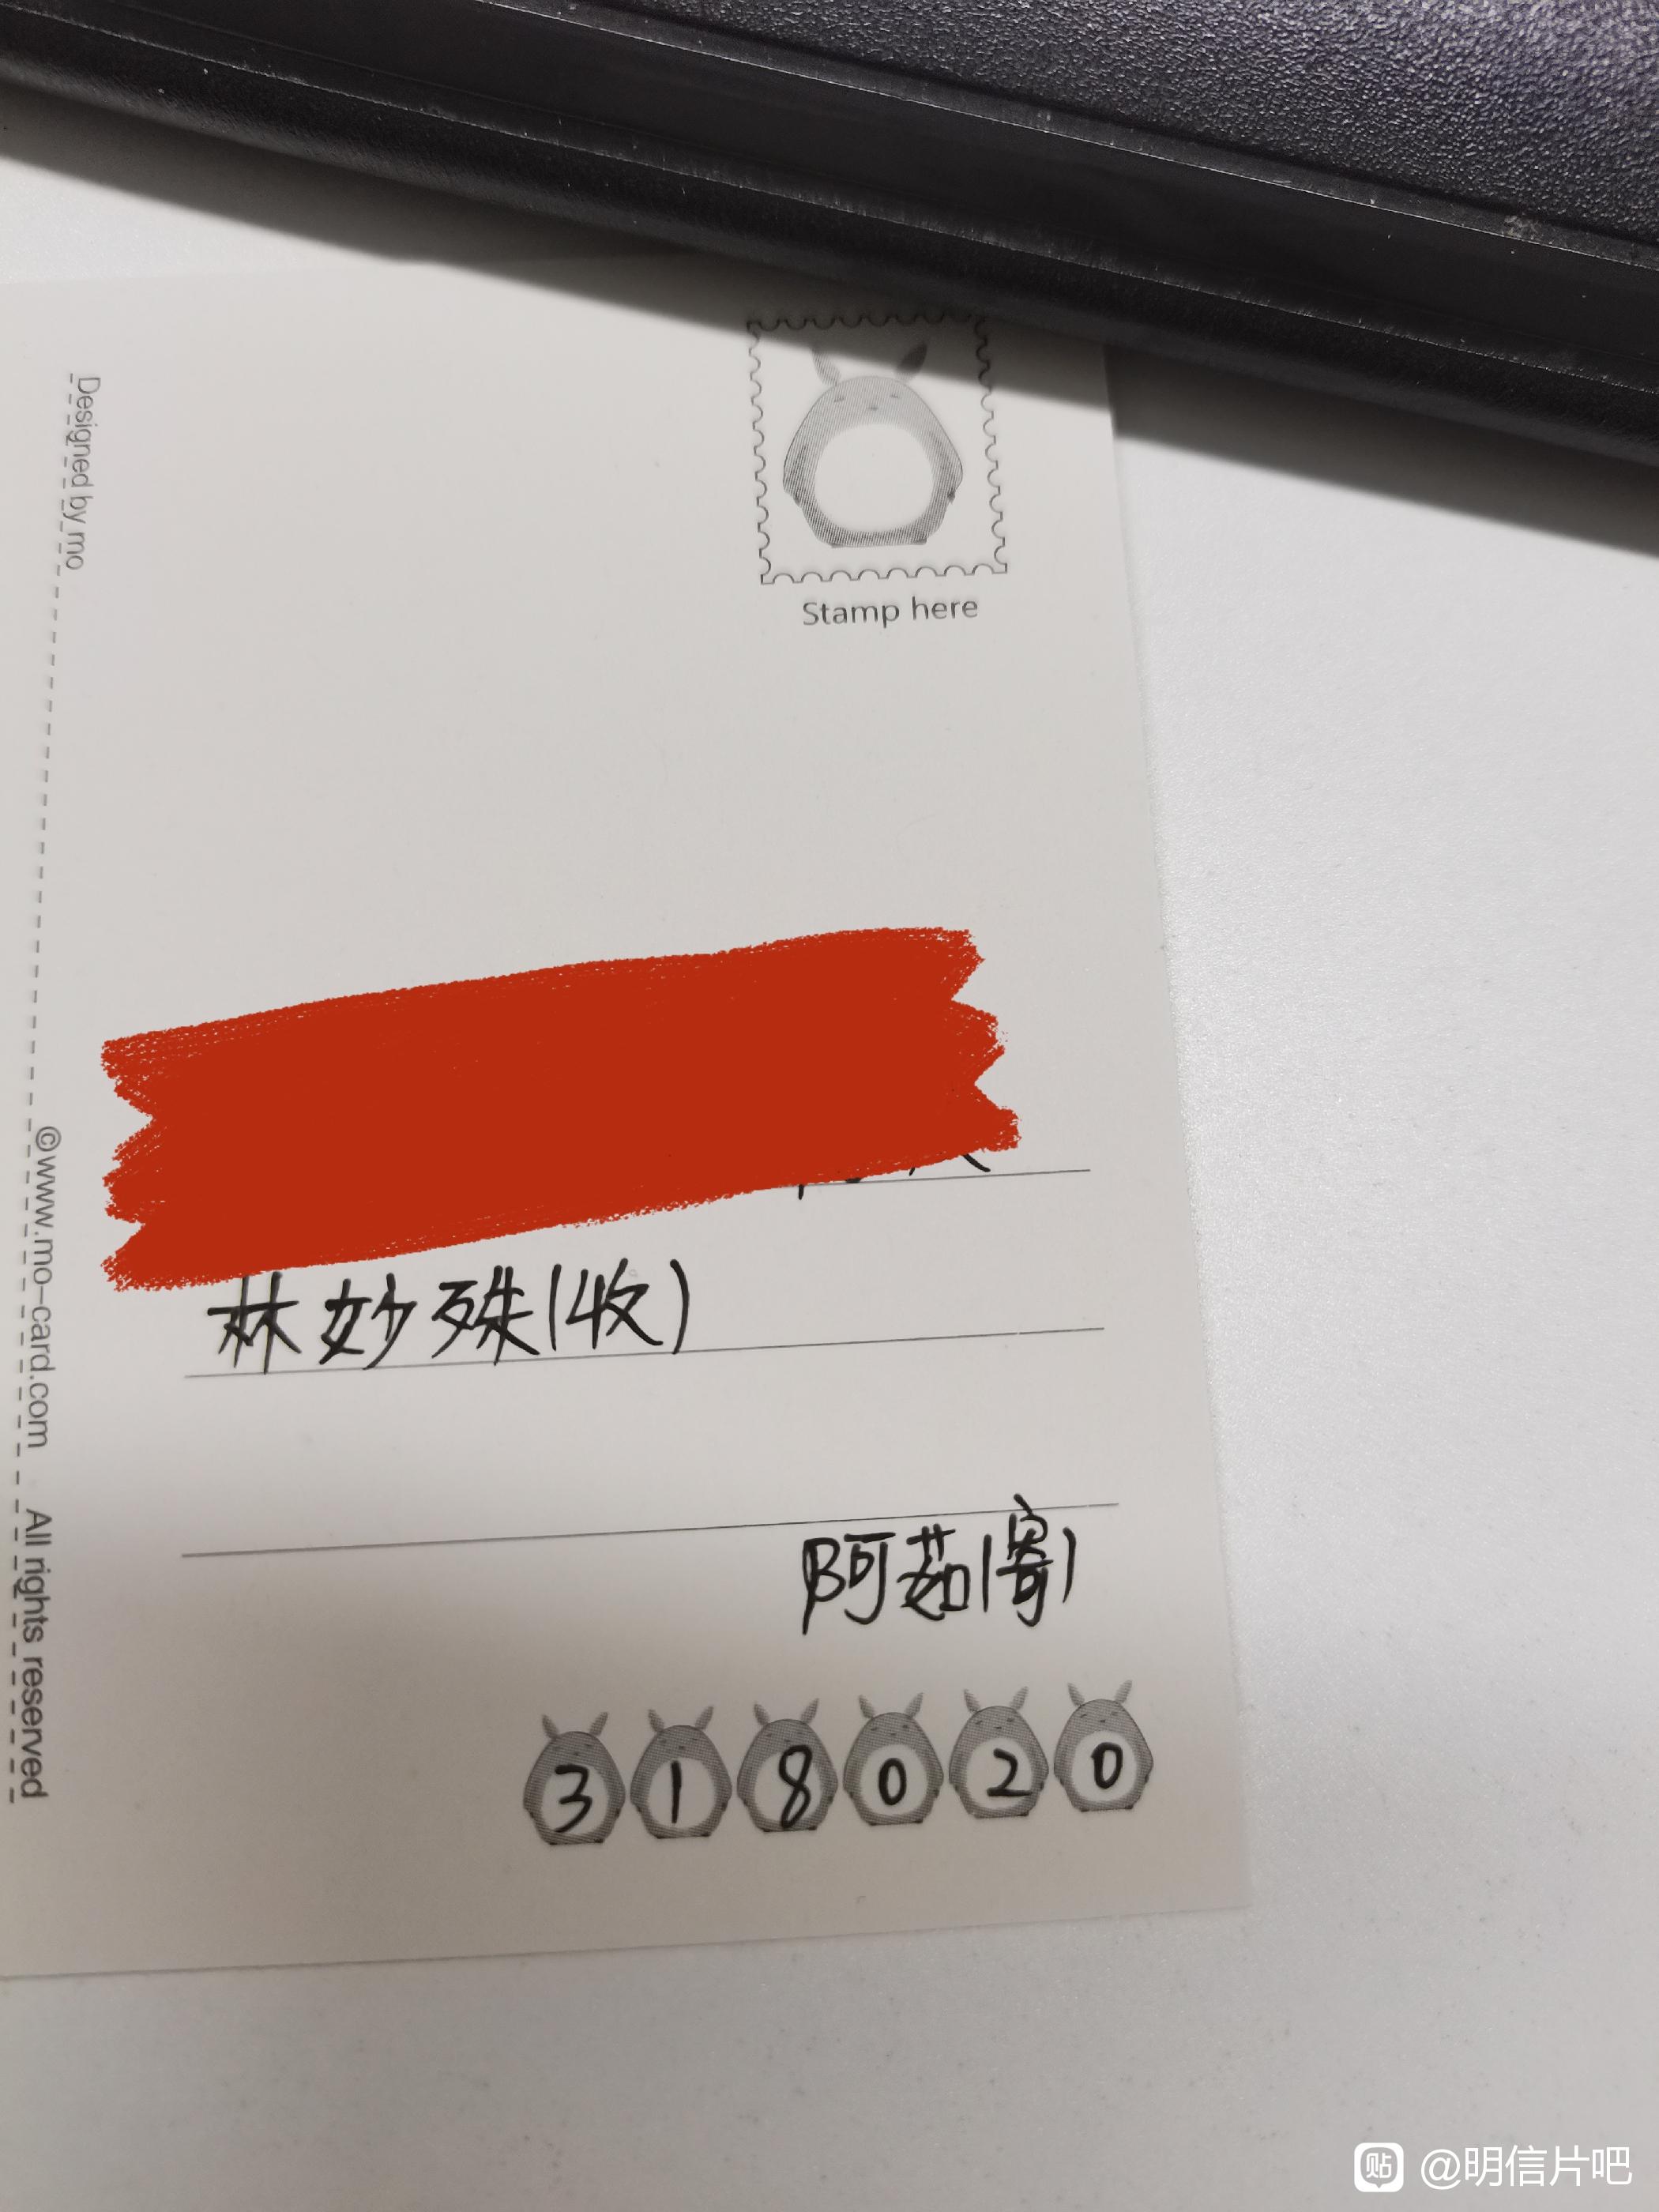 Stamp here
Designed by mo
©www.mo-card.com All rights reserved
林妙殊(收)
阿茹(寄)
318020
贴 @明信片吧